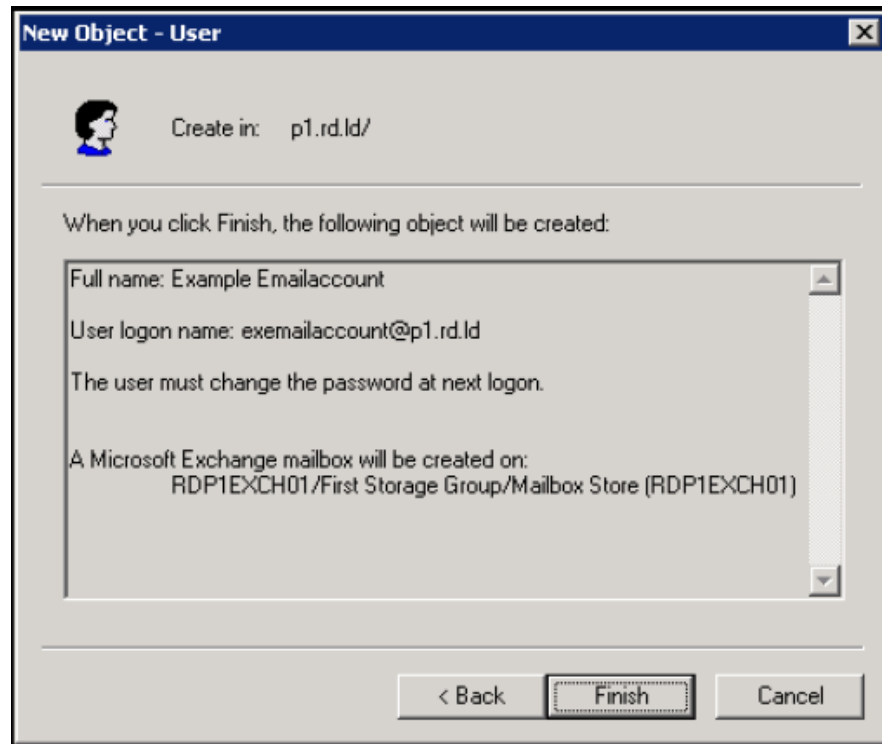 New Object - User
Create in: p1.rd.ld/
When you click Finish, the following object will be created:
Full name: Example Emailaccount
User logon name: exemailaccount@p1.rd.ld
The user must change the password at next logon.
A Microsoft Exchange mailbox will be created on:
RDP1EXCH01/First Storage Group/Mailbox Store (RDP1EXCH01)
< Back Finish Cancel